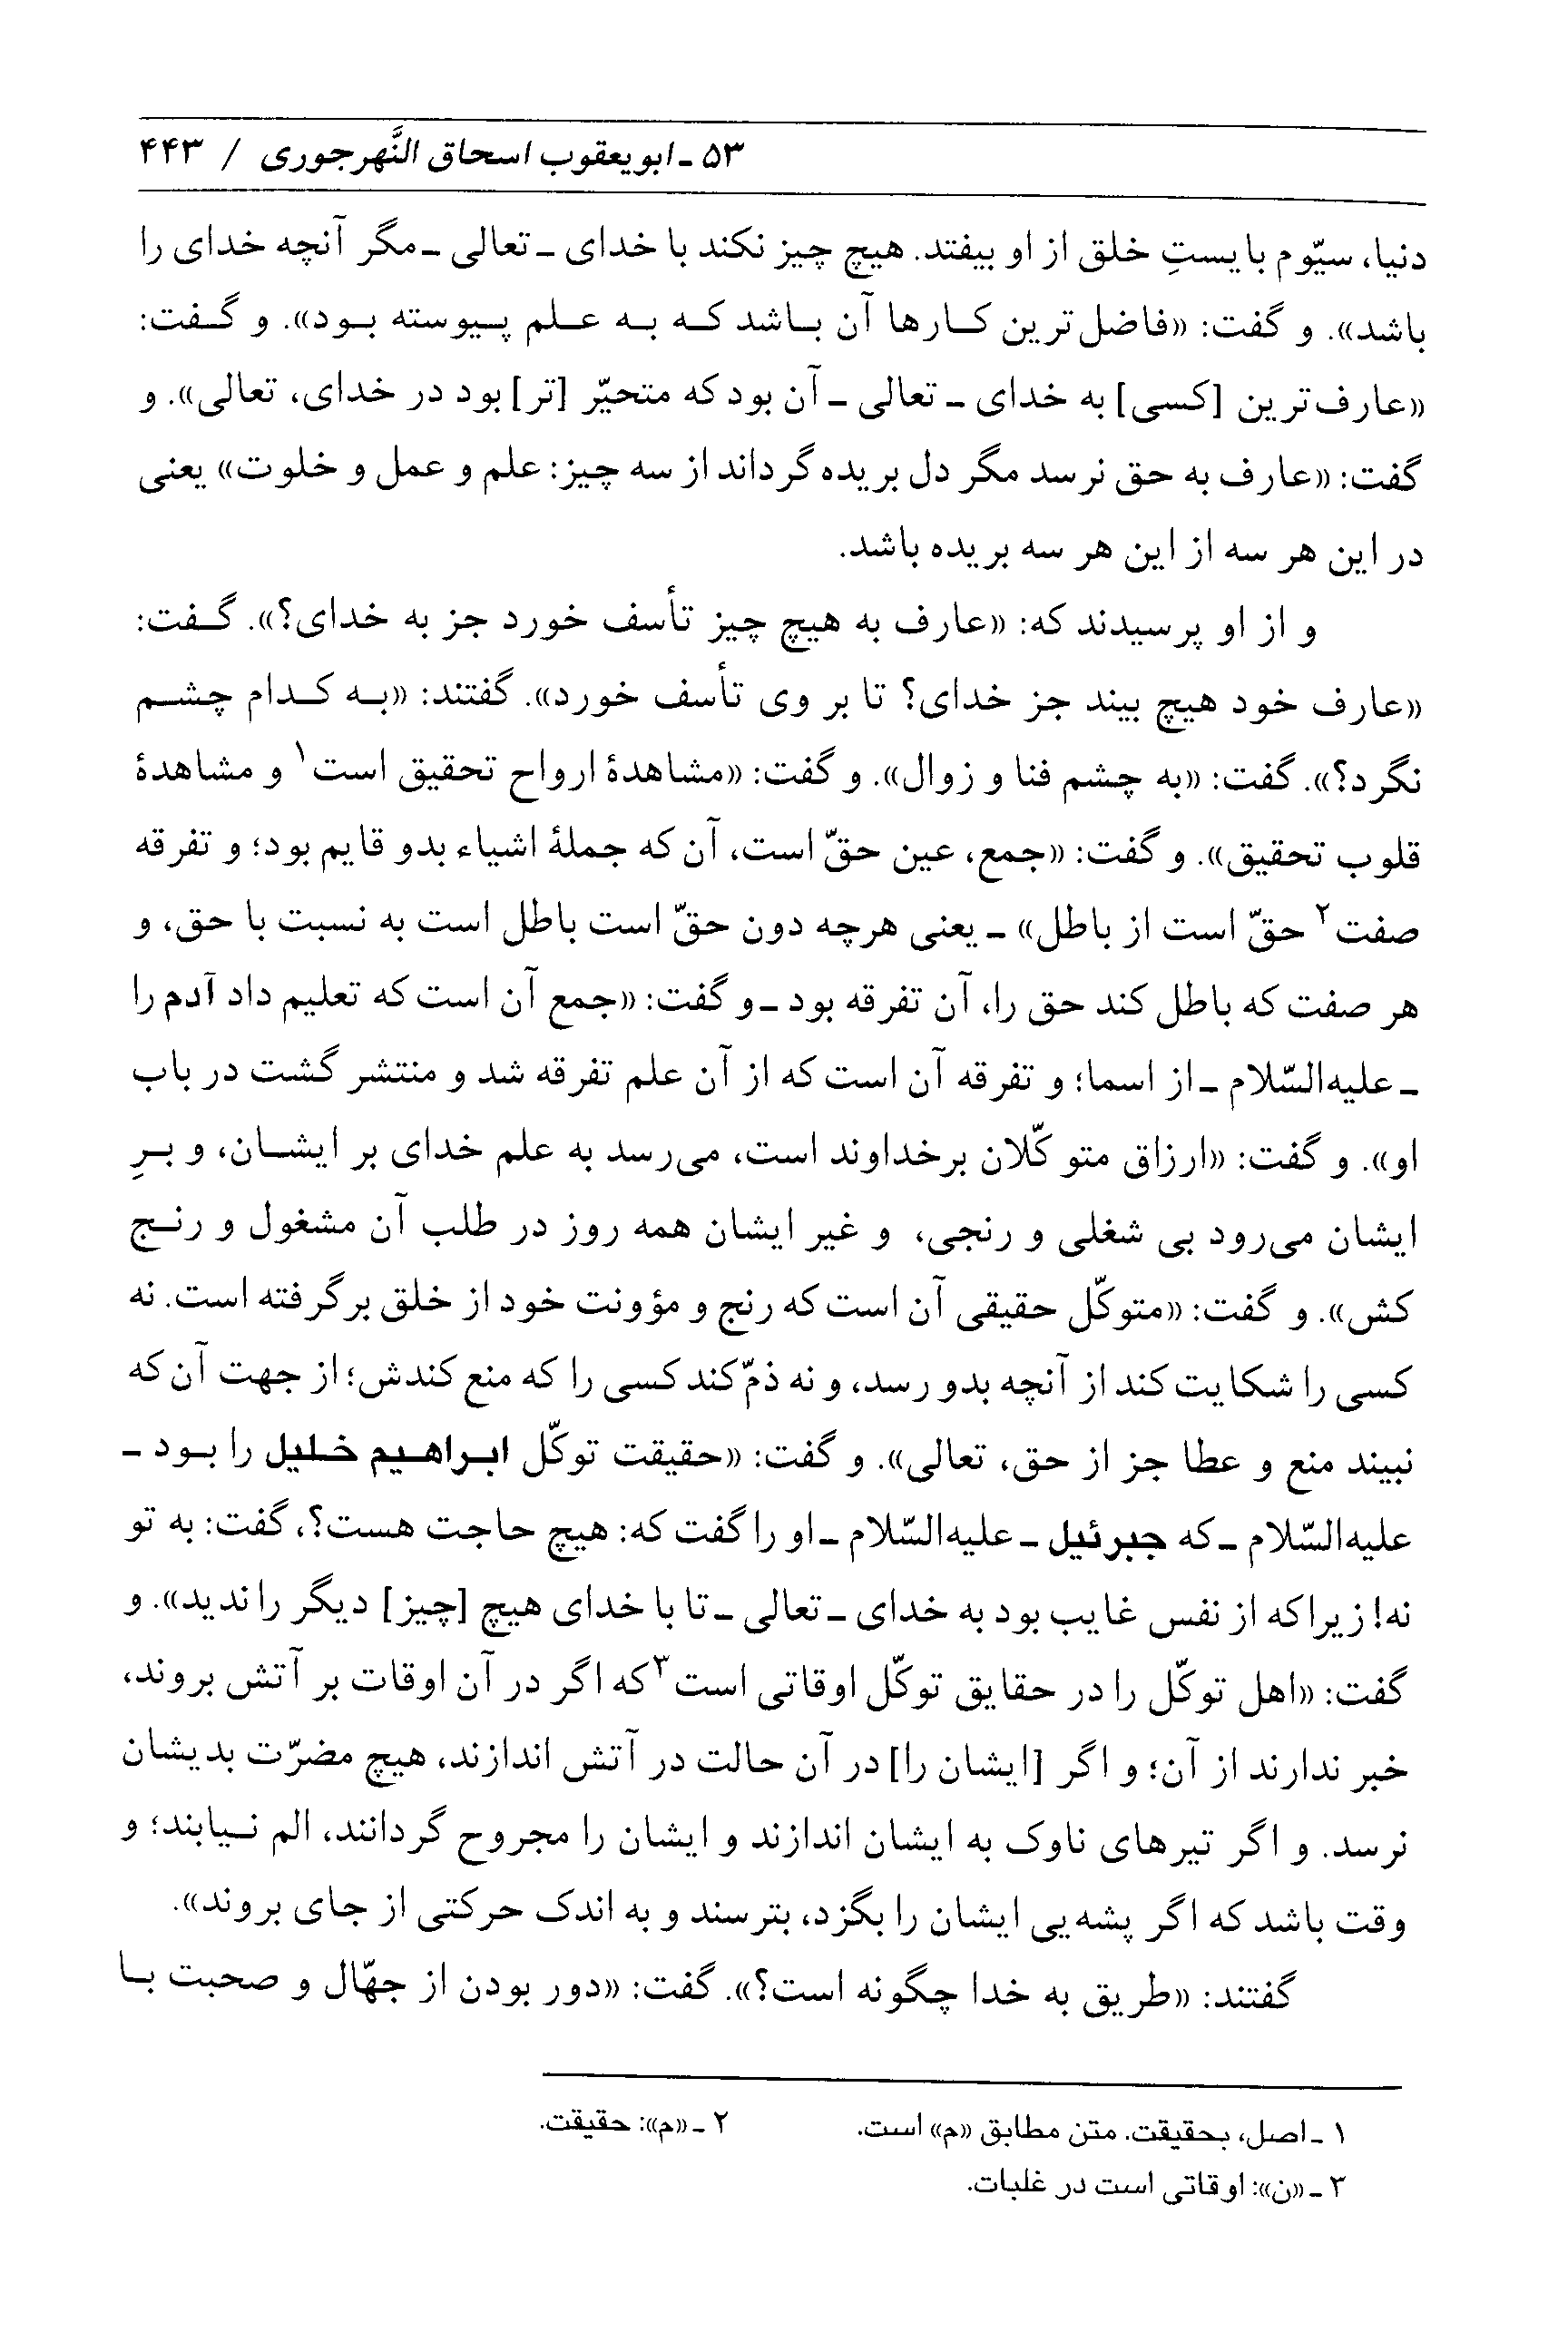 ۵۳ ـ ابویعقوب اسحاق النَّهرجوری / ۴۴۳
دنیا، سیّوم بایستِ خلق از او بیفتد. هیچ چیز نکند با خدای ـ تعالی ـ مگر آنچه خدای را
باشد». و گفت: «فاضل‌ترین کارها آن باشد که به علم پیوسته بود». و گفت:
«عارف‌ترین [کسی] به خدای ـ تعالی ـ آن بود که متحیّر [تر] بود در خدای، تعالی». و
گفت: «عارف به حق نرسد مگر دل بریده گرداند از سه چیز: علم و عمل و خلوت» یعنی
در این هر سه از این هر سه بریده باشد.
و از او پرسیدند که: «عارف به هیچ چیز تأسف خورد جز به خدای؟». گفت:
«عارف خود هیچ بیند جز خدای؟ تا بر وی تأسف خورد». گفتند: «به کدام چشم
نگرد؟». گفت: «به چشم فنا و زوال». و گفت: «مشاهدهٔ ارواح تحقیق است۱ و مشاهدهٔ
قلوب تحقیق». و گفت: «جمع، عین حقّ است، آن که جملهٔ اشیاء بدو قایم بود؛ و تفرقه
صفت۲ حقّ است از باطل» ـ یعنی هرچه دون حقّ است باطل است به نسبت با حق، و
هر صفت که باطل کند حق را، آن تفرقه بود ـ و گفت: «جمع آن است که تعلیم داد آدم را
ـ علیه‌السّلام ـ از اسما؛ و تفرقه آن است که از آن علم تفرقه شد و منتشر گشت در باب
او». و گفت: «ارزاق متوکّلان برخداوند است، می‌رسد به علم خدای بر ایشان، و برِ
ایشان می‌رود بی شغلی و رنجی، و غیر ایشان همه روز در طلب آن مشغول و رنج
کش». و گفت: «متوکّل حقیقی آن است که رنج و مؤونت خود از خلق برگرفته است. نه
کسی را شکایت کند از آنچه بدو رسد، و نه ذمّ کند کسی را که منع کندش؛ از جهت آن که
نبیند منع و عطا جز از حق، تعالی». و گفت: «حقیقت توکّل ابراهیم خلیل را بود ـ
علیه‌السّلام ـ که جبرئیل ـ علیه‌السّلام ـ او را گفت که: هیچ حاجت هست؟، گفت: به تو
نه! زیرا که از نفس غایب بود به خدای ـ تعالی ـ تا با خدای هیچ [چیز] دیگر را ندید». و
گفت: «اهل توکّل را در حقایق توکّل اوقاتی است۳ که اگر در آن اوقات بر آتش بروند،
خبر ندارند از آن؛ و اگر [ایشان را] در آن حالت در آتش اندازند، هیچ مضرّت بدیشان
نرسد. و اگر تیرهای ناوک به ایشان اندازند و ایشان را مجروح گردانند، الم نیابند؛ و
وقت باشد که اگر پشه‌یی ایشان را بگزد، بترسند و به اندک حرکتی از جای بروند».
گفتند: «طریق به خدا چگونه است؟». گفت: «دور بودن از جهّال و صحبت با
۱ ـ اصل، بحقیقت. متن مطابق «م» است. ۲ ـ «م»: حقیقت.
۳ ـ «ن»: اوقاتی است در غلبات.